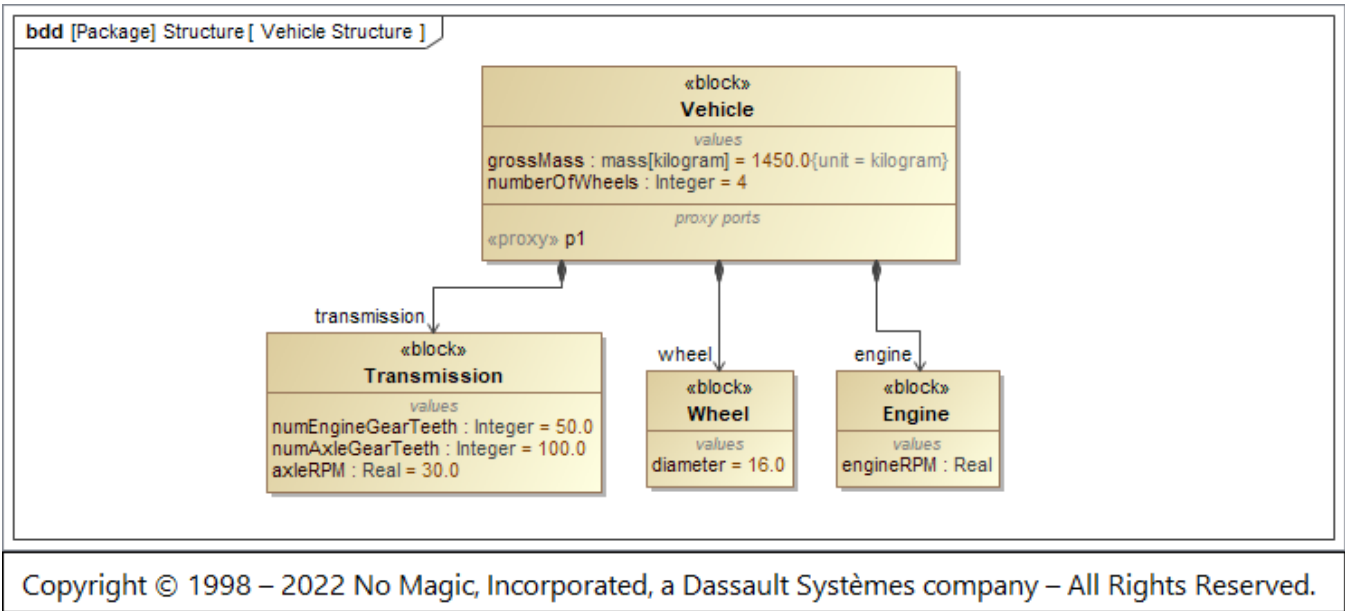 bdd [Package] Structure [ Vehicle Structure ]
«block»
Vehicle
values
grossMass : mass[kilogram] = 1450.0{unit = kilogram}
numberOfWheels : Integer = 4
proxy ports
«proxy» p1
transmission
wheel
engine
«block»
Transmission
values
numEngineGearTeeth : Integer = 50.0
numAxleGearTeeth : Integer = 100.0
axleRPM : Real = 30.0
«block»
Wheel
values
diameter = 16.0
«block»
Engine
values
engineRPM : Real
Copyright © 1998 – 2022 No Magic, Incorporated, a Dassault Systèmes company – All Rights Reserved.